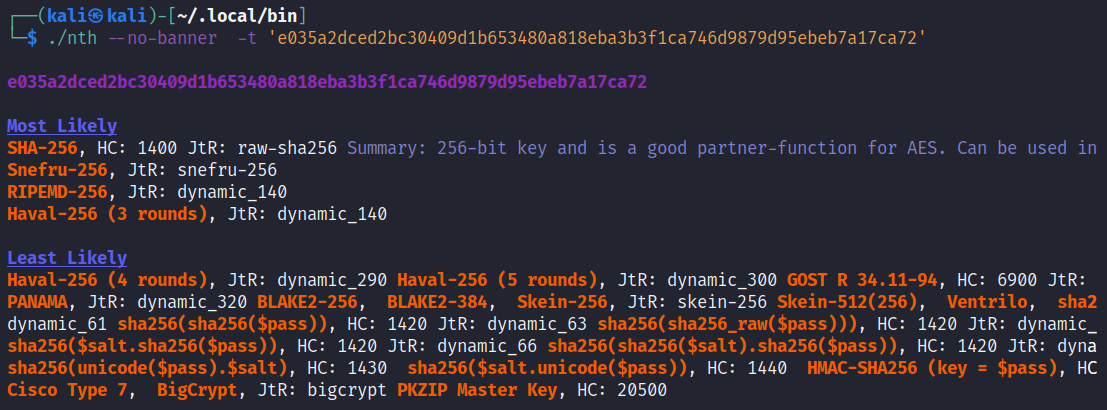 ┌──(kali㉿kali)-[~/.local/bin]
└─$ ./nth --no-banner  -t 'e035a2dced2bc30409d1b653480a818eba3b3f1ca746d9879d95ebeb7a17ca72'
e035a2dced2bc30409d1b653480a818eba3b3f1ca746d9879d95ebeb7a17ca72
Most Likely
SHA-256, HC: 1400 JtR: raw-sha256 Summary: 256-bit key and is a good partner-function for AES. Can be used in
Snefru-256, JtR: snefru-256
RIPEMD-256, JtR: dynamic_140
Haval-256 (3 rounds), JtR: dynamic_140
Least Likely
Haval-256 (4 rounds), JtR: dynamic_290 Haval-256 (5 rounds), JtR: dynamic_300 GOST R 34.11-94, HC: 6900 JtR:
PANAMA, JtR: dynamic_320 BLAKE2-256,  BLAKE2-384,  Skein-256, JtR: skein-256 Skein-512(256),  Ventrilo,  sha2
dynamic_61 sha256(sha256($pass)), HC: 1420 JtR: dynamic_63 sha256(sha256_raw($pass))), HC: 1420 JtR: dynamic_
sha256($salt.sha256($pass)), HC: 1420 JtR: dynamic_66 sha256(sha256($salt).sha256($pass)), HC: 1420 JtR: dyna
sha256(unicode($pass).$salt), HC: 1430  sha256($salt.unicode($pass)), HC: 1440  HMAC-SHA256 (key = $pass), HC
Cisco Type 7,  BigCrypt, JtR: bigcrypt PKZIP Master Key, HC: 20500